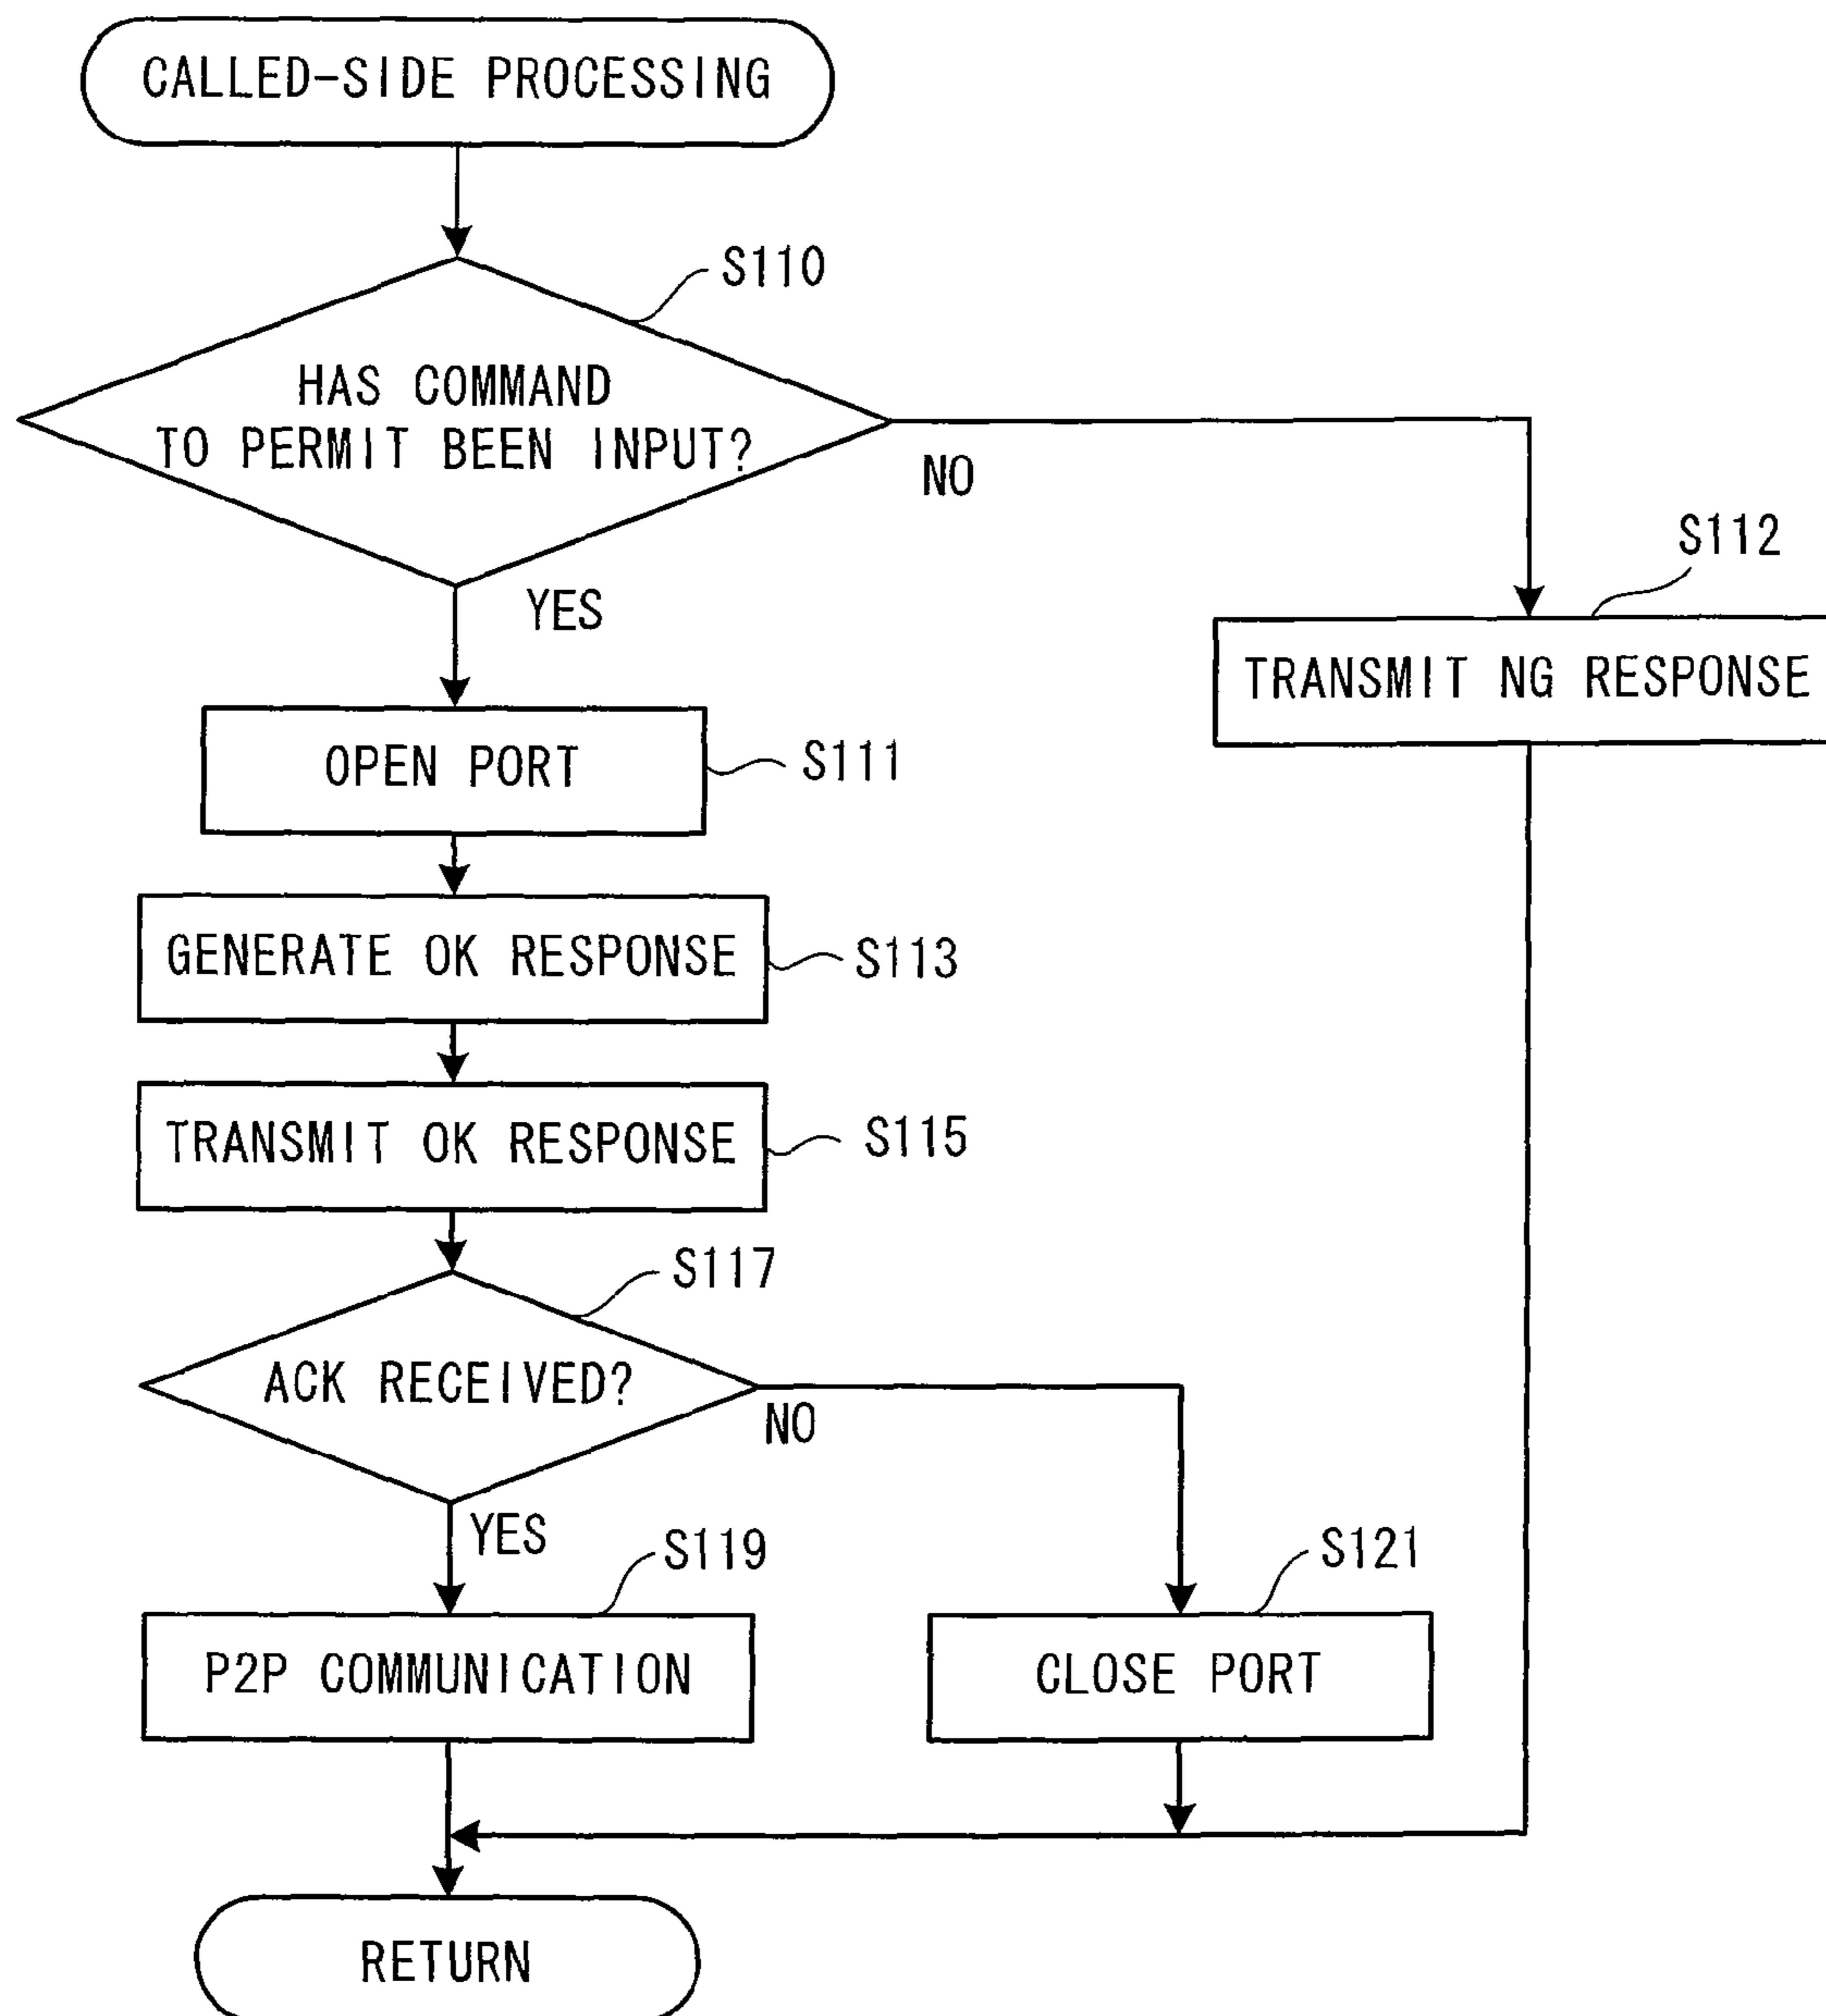 CALLED-SIDE PROCESSING
S110
HAS COMMAND
TO PERMIT BEEN INPUT?
NO
YES
S112
TRANSMIT NG RESPONSE
OPEN PORT
S111
GENERATE OK RESPONSE
S113
TRANSMIT OK RESPONSE
S115
S117
ACK RECEIVED?
NO
YES
S119
S121
P2P COMMUNICATION
CLOSE PORT
RETURN